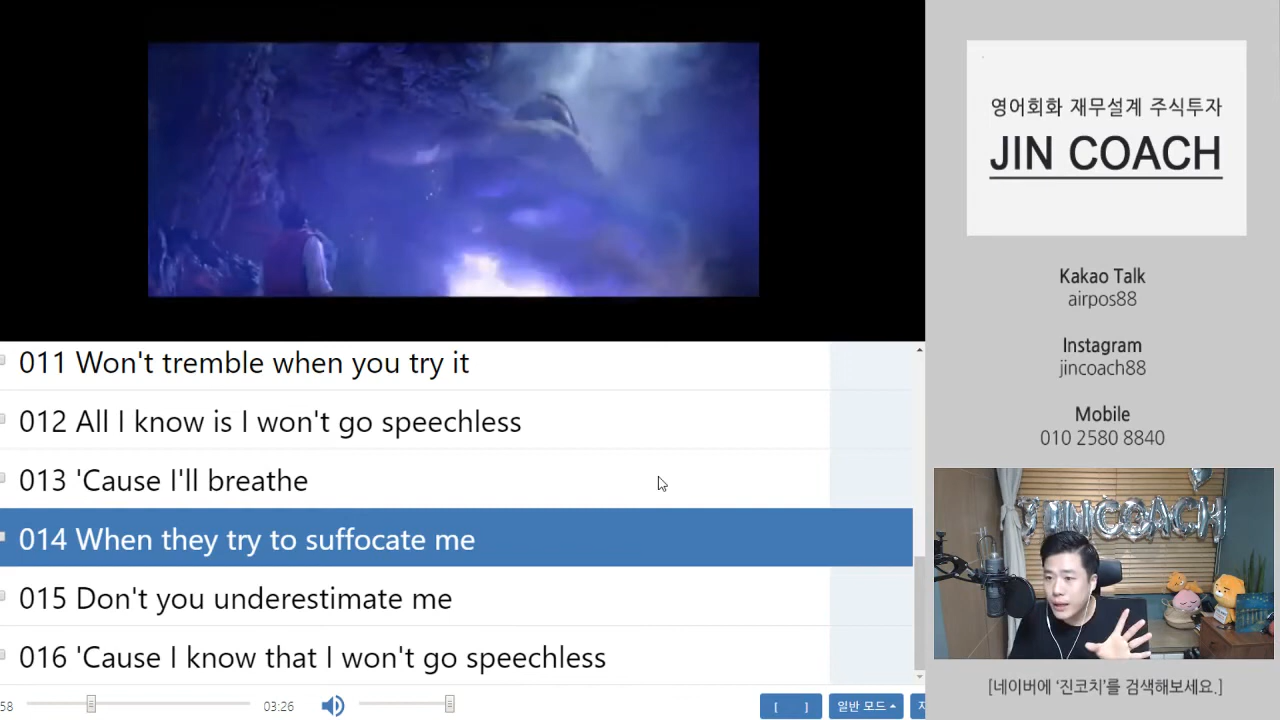 영어회화 재무설계 주식투자
JIN COACH
Kakao Talk
airpos88
Instagram
jincoach88
Mobile
010 2580 8840
011 Won't tremble when you try it
012 All I know is I won't go speechless
013 'Cause I'll breathe
014 When they try to suffocate me
015 Don't you underestimate me
016 'Cause I know that I won't go speechless
58
03:26
[ ]
일반 모드
JINCOACH
[네이버에 ‘진코치’를 검색해보세요.]